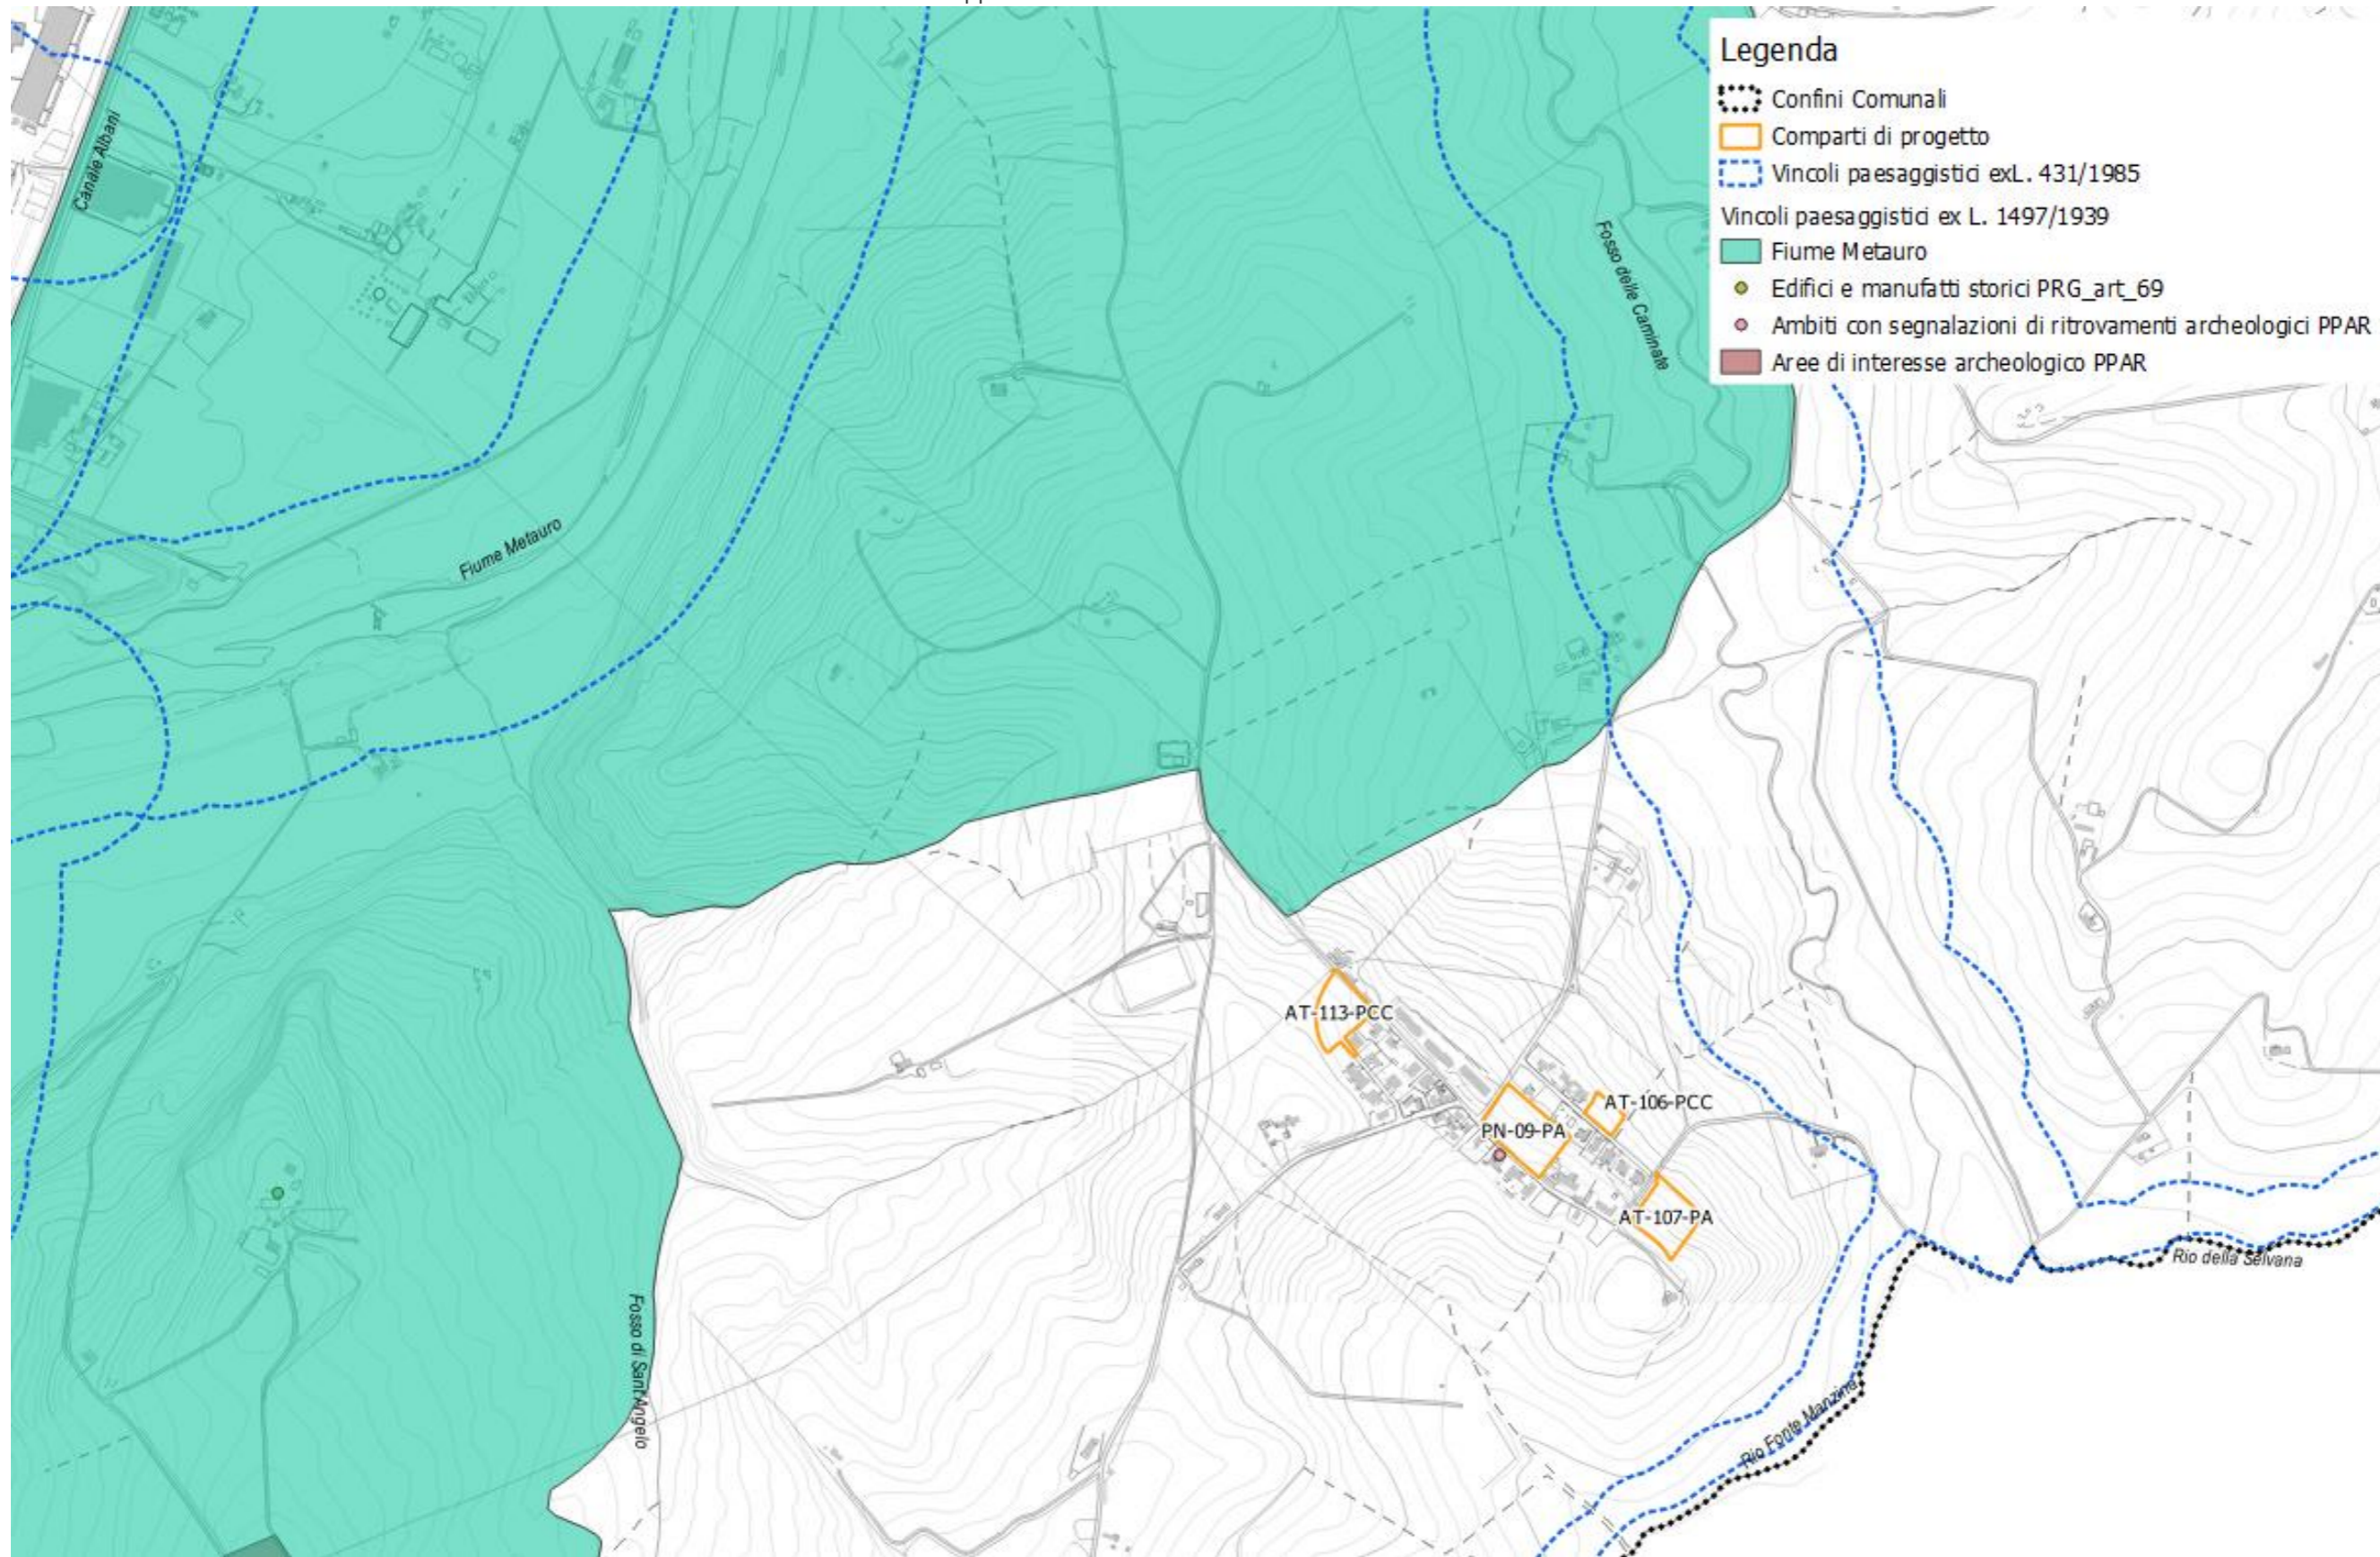 Legenda
Confini Comunali
Comparti di progetto
Vincoli paesaggistici exL. 431/1985
Vincoli paesaggistici ex L. 1497/1939
Fiume Metauro
Edifici e manufatti storici PRG_art_69
Ambiti con segnalazioni di ritrovamenti archeologici PPAR
Aree di interesse archeologico PPAR
Canale Albani
Fosso delle Caminate
Fiume Metauro
AT-113-PCC
AT-106-PCC
PN-09-PA
AT-107-PA
Rio della Selvana
Fosso di Sant'Angelo
Rio Fonte Manzina